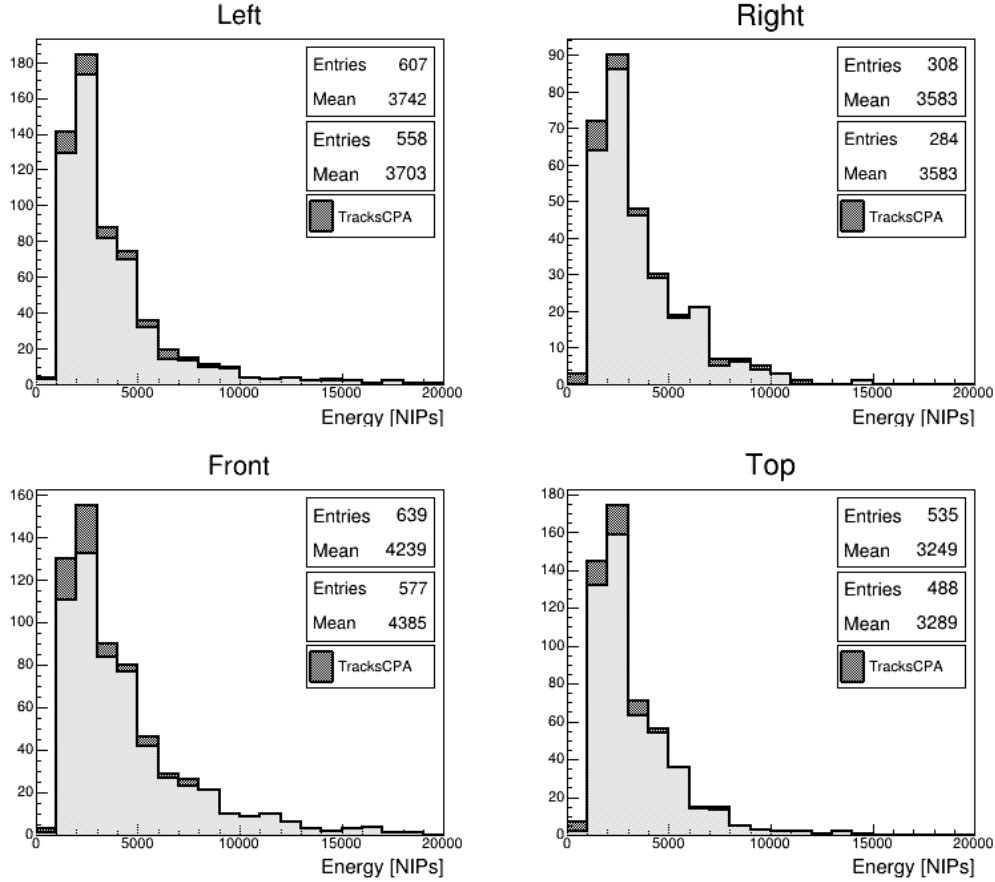 Left
180
160
140
120
100
80
60
40
20
0
0 5000 10000 15000 20000
Energy [NIPs]
Entries 607
Mean 3742
Entries 558
Mean 3703
TracksCPA
Right
90
80
70
60
50
40
30
20
10
0
0 5000 10000 15000 20000
Energy [NIPs]
Entries 308
Mean 3583
Entries 284
Mean 3583
TracksCPA
Front
160
140
120
100
80
60
40
20
0
0 5000 10000 15000 20000
Energy [NIPs]
Entries 639
Mean 4239
Entries 577
Mean 4385
TracksCPA
Top
180
160
140
120
100
80
60
40
20
0
0 5000 10000 15000 20000
Energy [NIPs]
Entries 535
Mean 3249
Entries 488
Mean 3289
TracksCPA